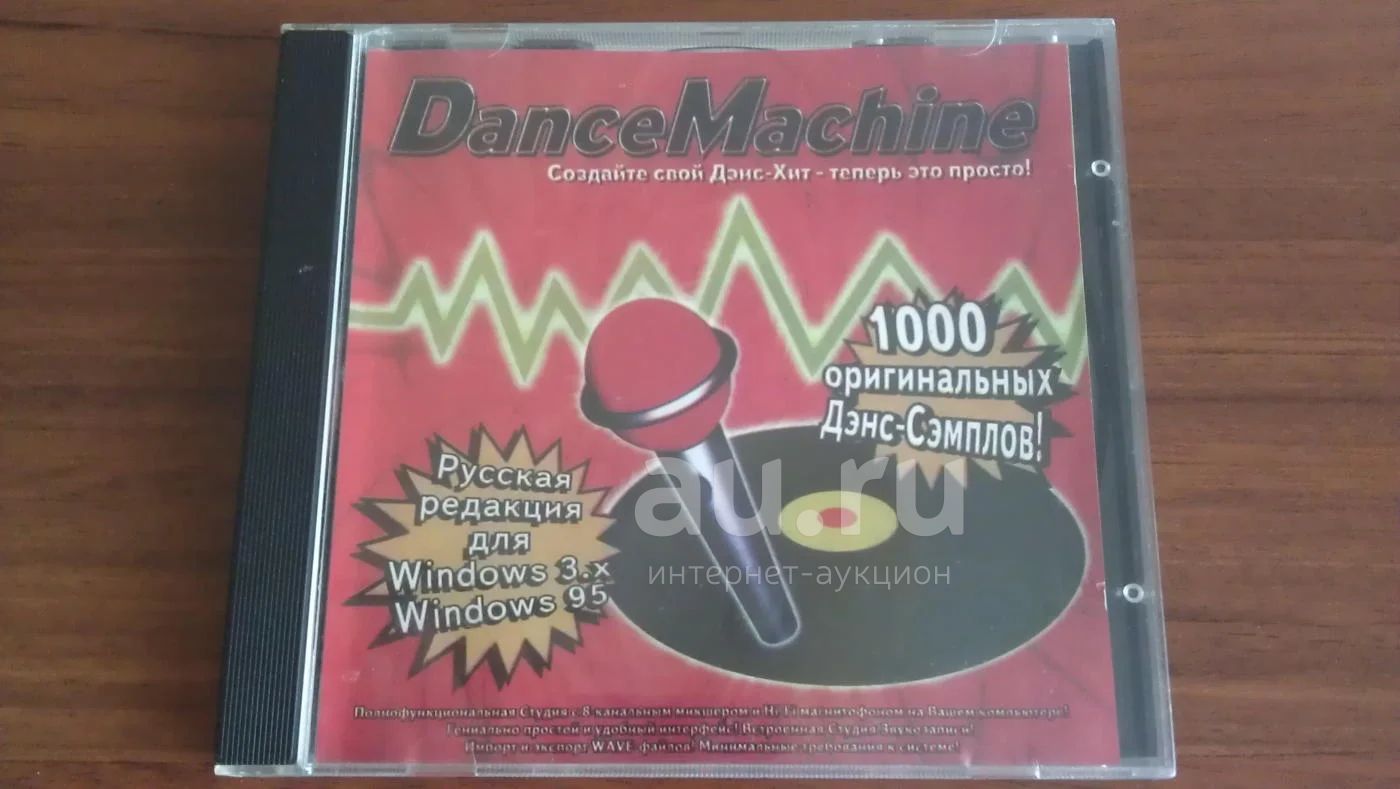 DanceMachine
Создайте свой Дэнс-Хит - теперь это просто!
1000
оригинальных
Дэнс-Сэмплов!
Русская
редакция
для
Windows 3.x
Windows 95
au.ru
интернет-аукцион
Полнофункциональная Студия с 8 канальным микшером и Hi-Fi магнитофоном на Вашем компьютере!
Гениально простой и удобный интерфейс! Встроенная Студия Звукозаписи!
Импорт и экспорт WAVE-файлов! Минимальные требования к системе!